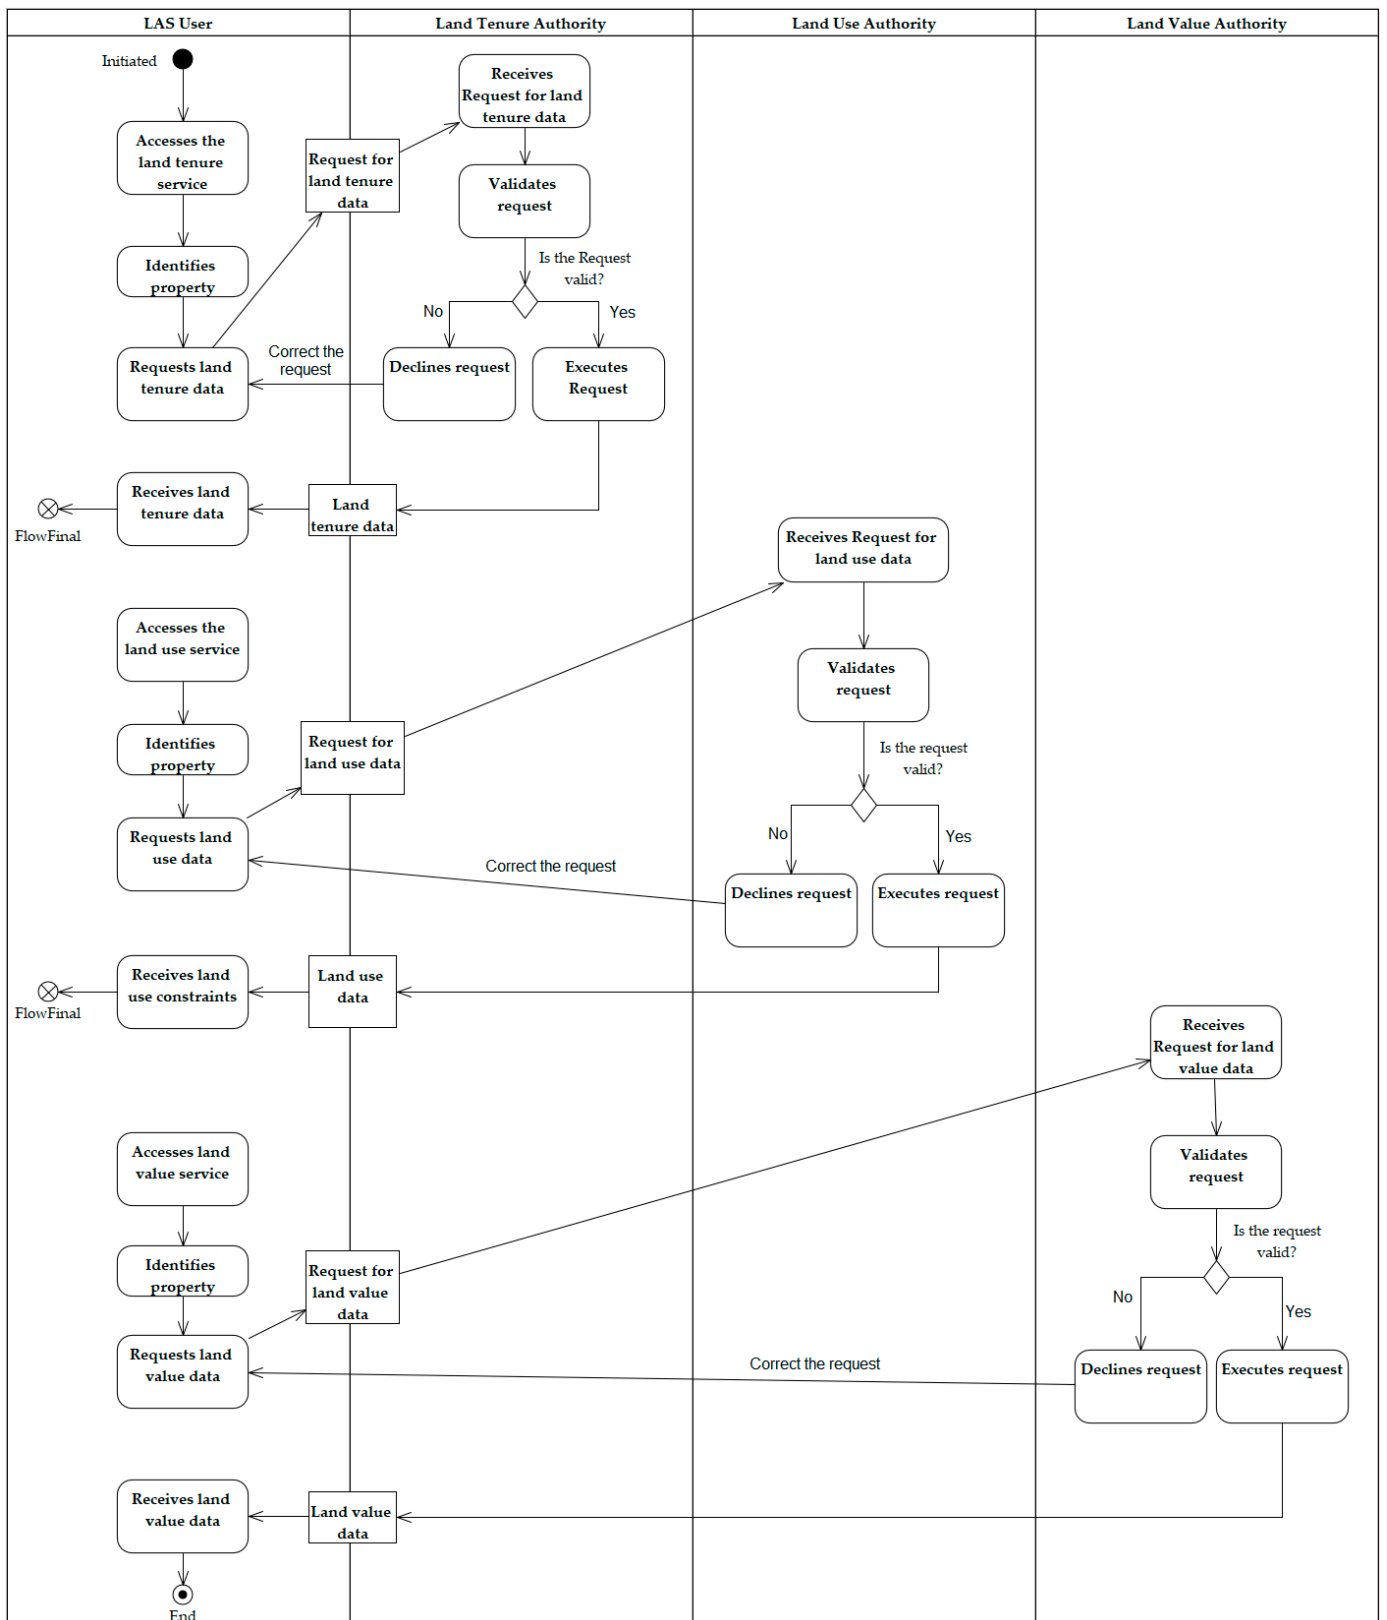 LAS User
Land Tenure Authority
Land Use Authority
Land Value Authority
Initiated
Receives
Request for land
tenure data
Accesses the
land tenure
service
Request for
land tenure
data
Validates
request
Identifies
property
Is the Request
valid?
No
Yes
Requests land
tenure data
Correct the
request
Declines request
Executes
Request
Receives land
tenure data
Land
tenure data
FlowFinal
Receives Request for
land use data
Accesses the
land use service
Validates
request
Identifies
property
Request for
land use data
Is the request
valid?
No
Yes
Requests land
use data
Correct the request
Declines request
Executes request
Receives land
use constraints
Land use
data
FlowFinal
Receives
Request for land
value data
Accesses land
value service
Validates
request
Identifies
property
Request for
land value
data
Is the request
valid?
No
Yes
Requests land
value data
Correct the request
Declines request
Executes request
Receives land
value data
Land value
data
End